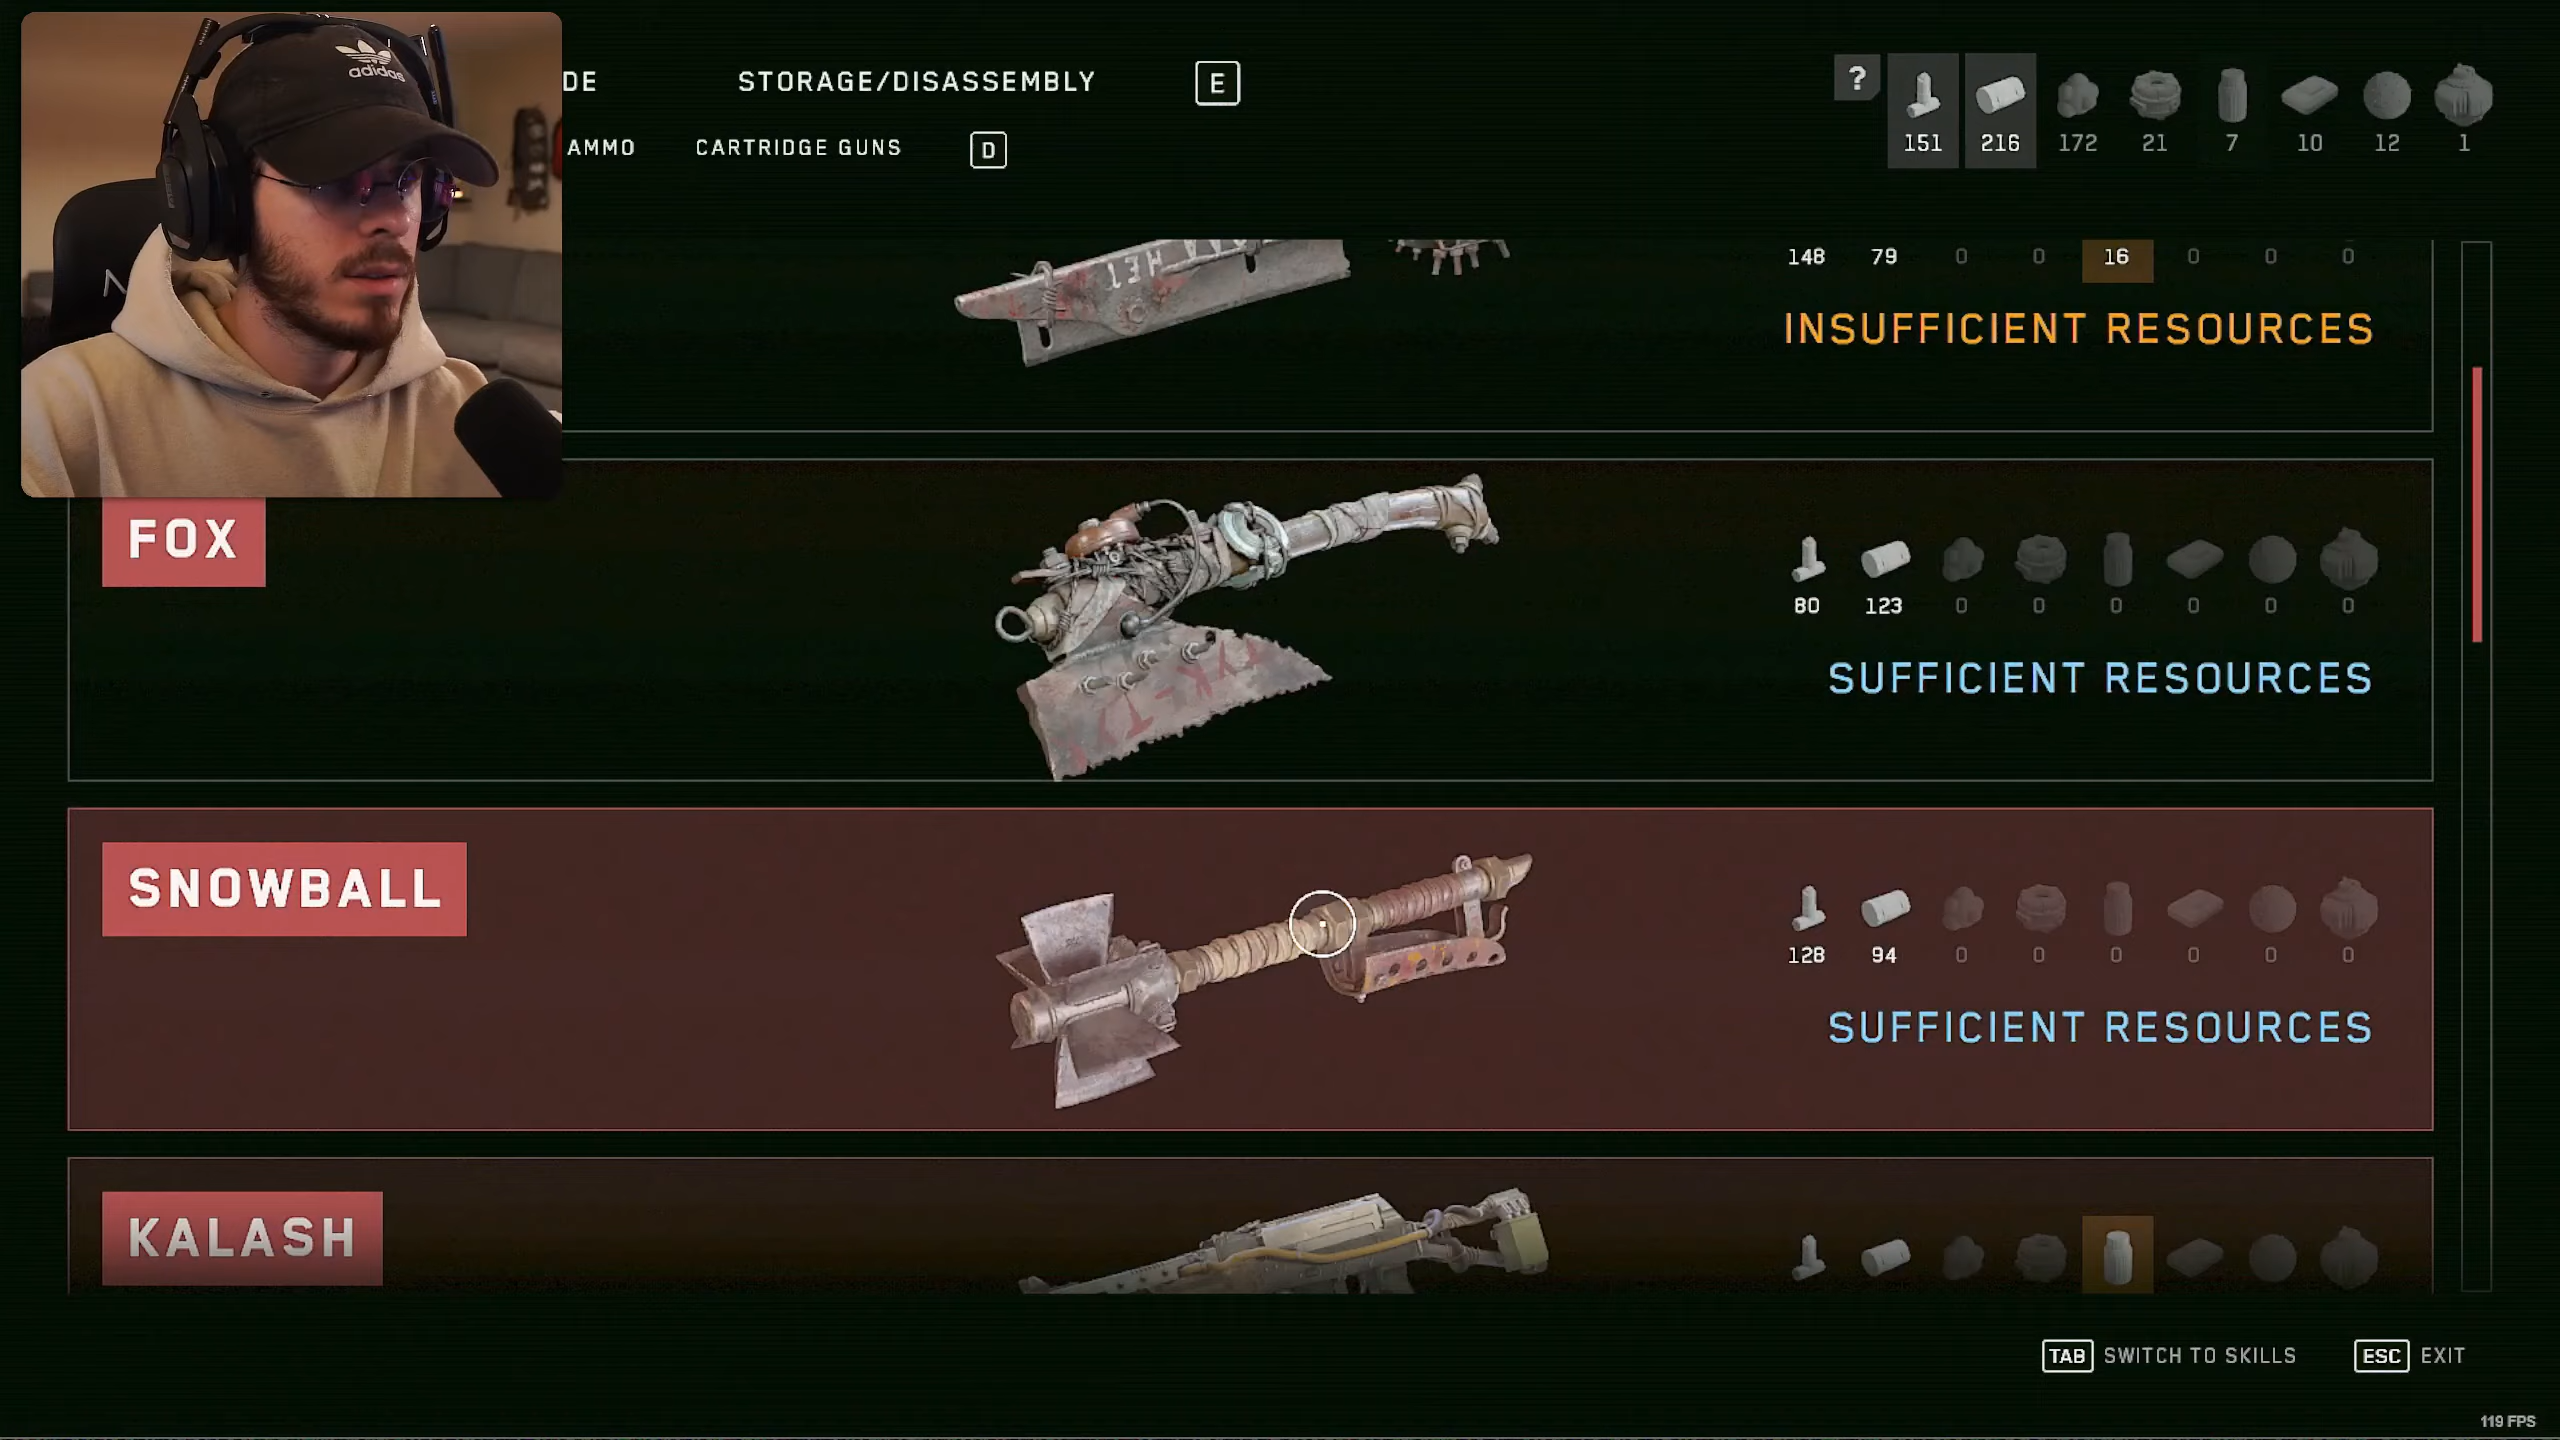 adidas
DE STORAGE/DISASSEMBLY E
AMMO CARTRIDGE GUNS D
?
151 216 172 21 7 10 12 1
148 79 0 0 16 0 0 0
INSUFFICIENT RESOURCES
FOX
80 123 0 0 0 0 0 0
SUFFICIENT RESOURCES
SNOWBALL
128 94 0 0 0 0 0 0
SUFFICIENT RESOURCES
KALASH
TAB SWITCH TO SKILLS ESC EXIT
119 FPS